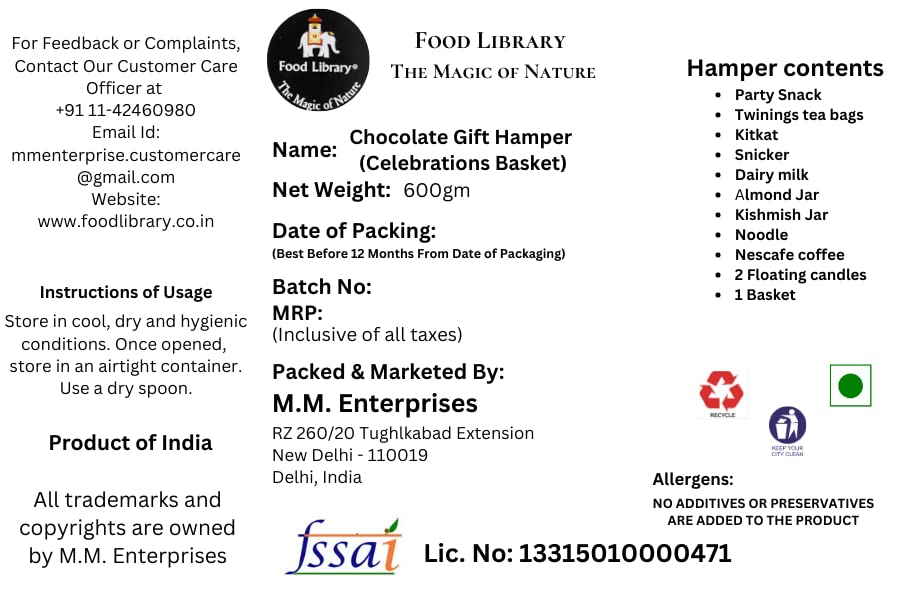 For Feedback or Complaints,
Contact Our Customer Care
Officer at
+91 11-42460980
Email Id:
mmenterprise.customercare
@gmail.com
Website:
www.foodlibrary.co.in
Instructions of Usage
Store in cool, dry and hygienic
conditions. Once opened,
store in an airtight container.
Use a dry spoon.
Product of India
All trademarks and
copyrights are owned
by M.M. Enterprises
Food Library®
The Magic of Nature
FOOD LIBRARY
THE MAGIC OF NATURE
Name: Chocolate Gift Hamper
(Celebrations Basket)
Net Weight: 600gm
Date of Packing:
(Best Before 12 Months From Date of Packaging)
Batch No:
MRP:
(Inclusive of all taxes)
Packed & Marketed By:
M.M. Enterprises
RZ 260/20 Tughlkabad Extension
New Delhi - 110019
Delhi, India
fssai
Lic. No: 13315010000471
Hamper contents
• Party Snack
• Twinings tea bags
• Kitkat
• Snicker
• Dairy milk
• Almond Jar
• Kishmish Jar
• Noodle
• Nescafe coffee
• 2 Floating candles
• 1 Basket
RECYCLE
KEEP YOUR
CITY CLEAN
Allergens:
NO ADDITIVES OR PRESERVATIVES
ARE ADDED TO THE PRODUCT